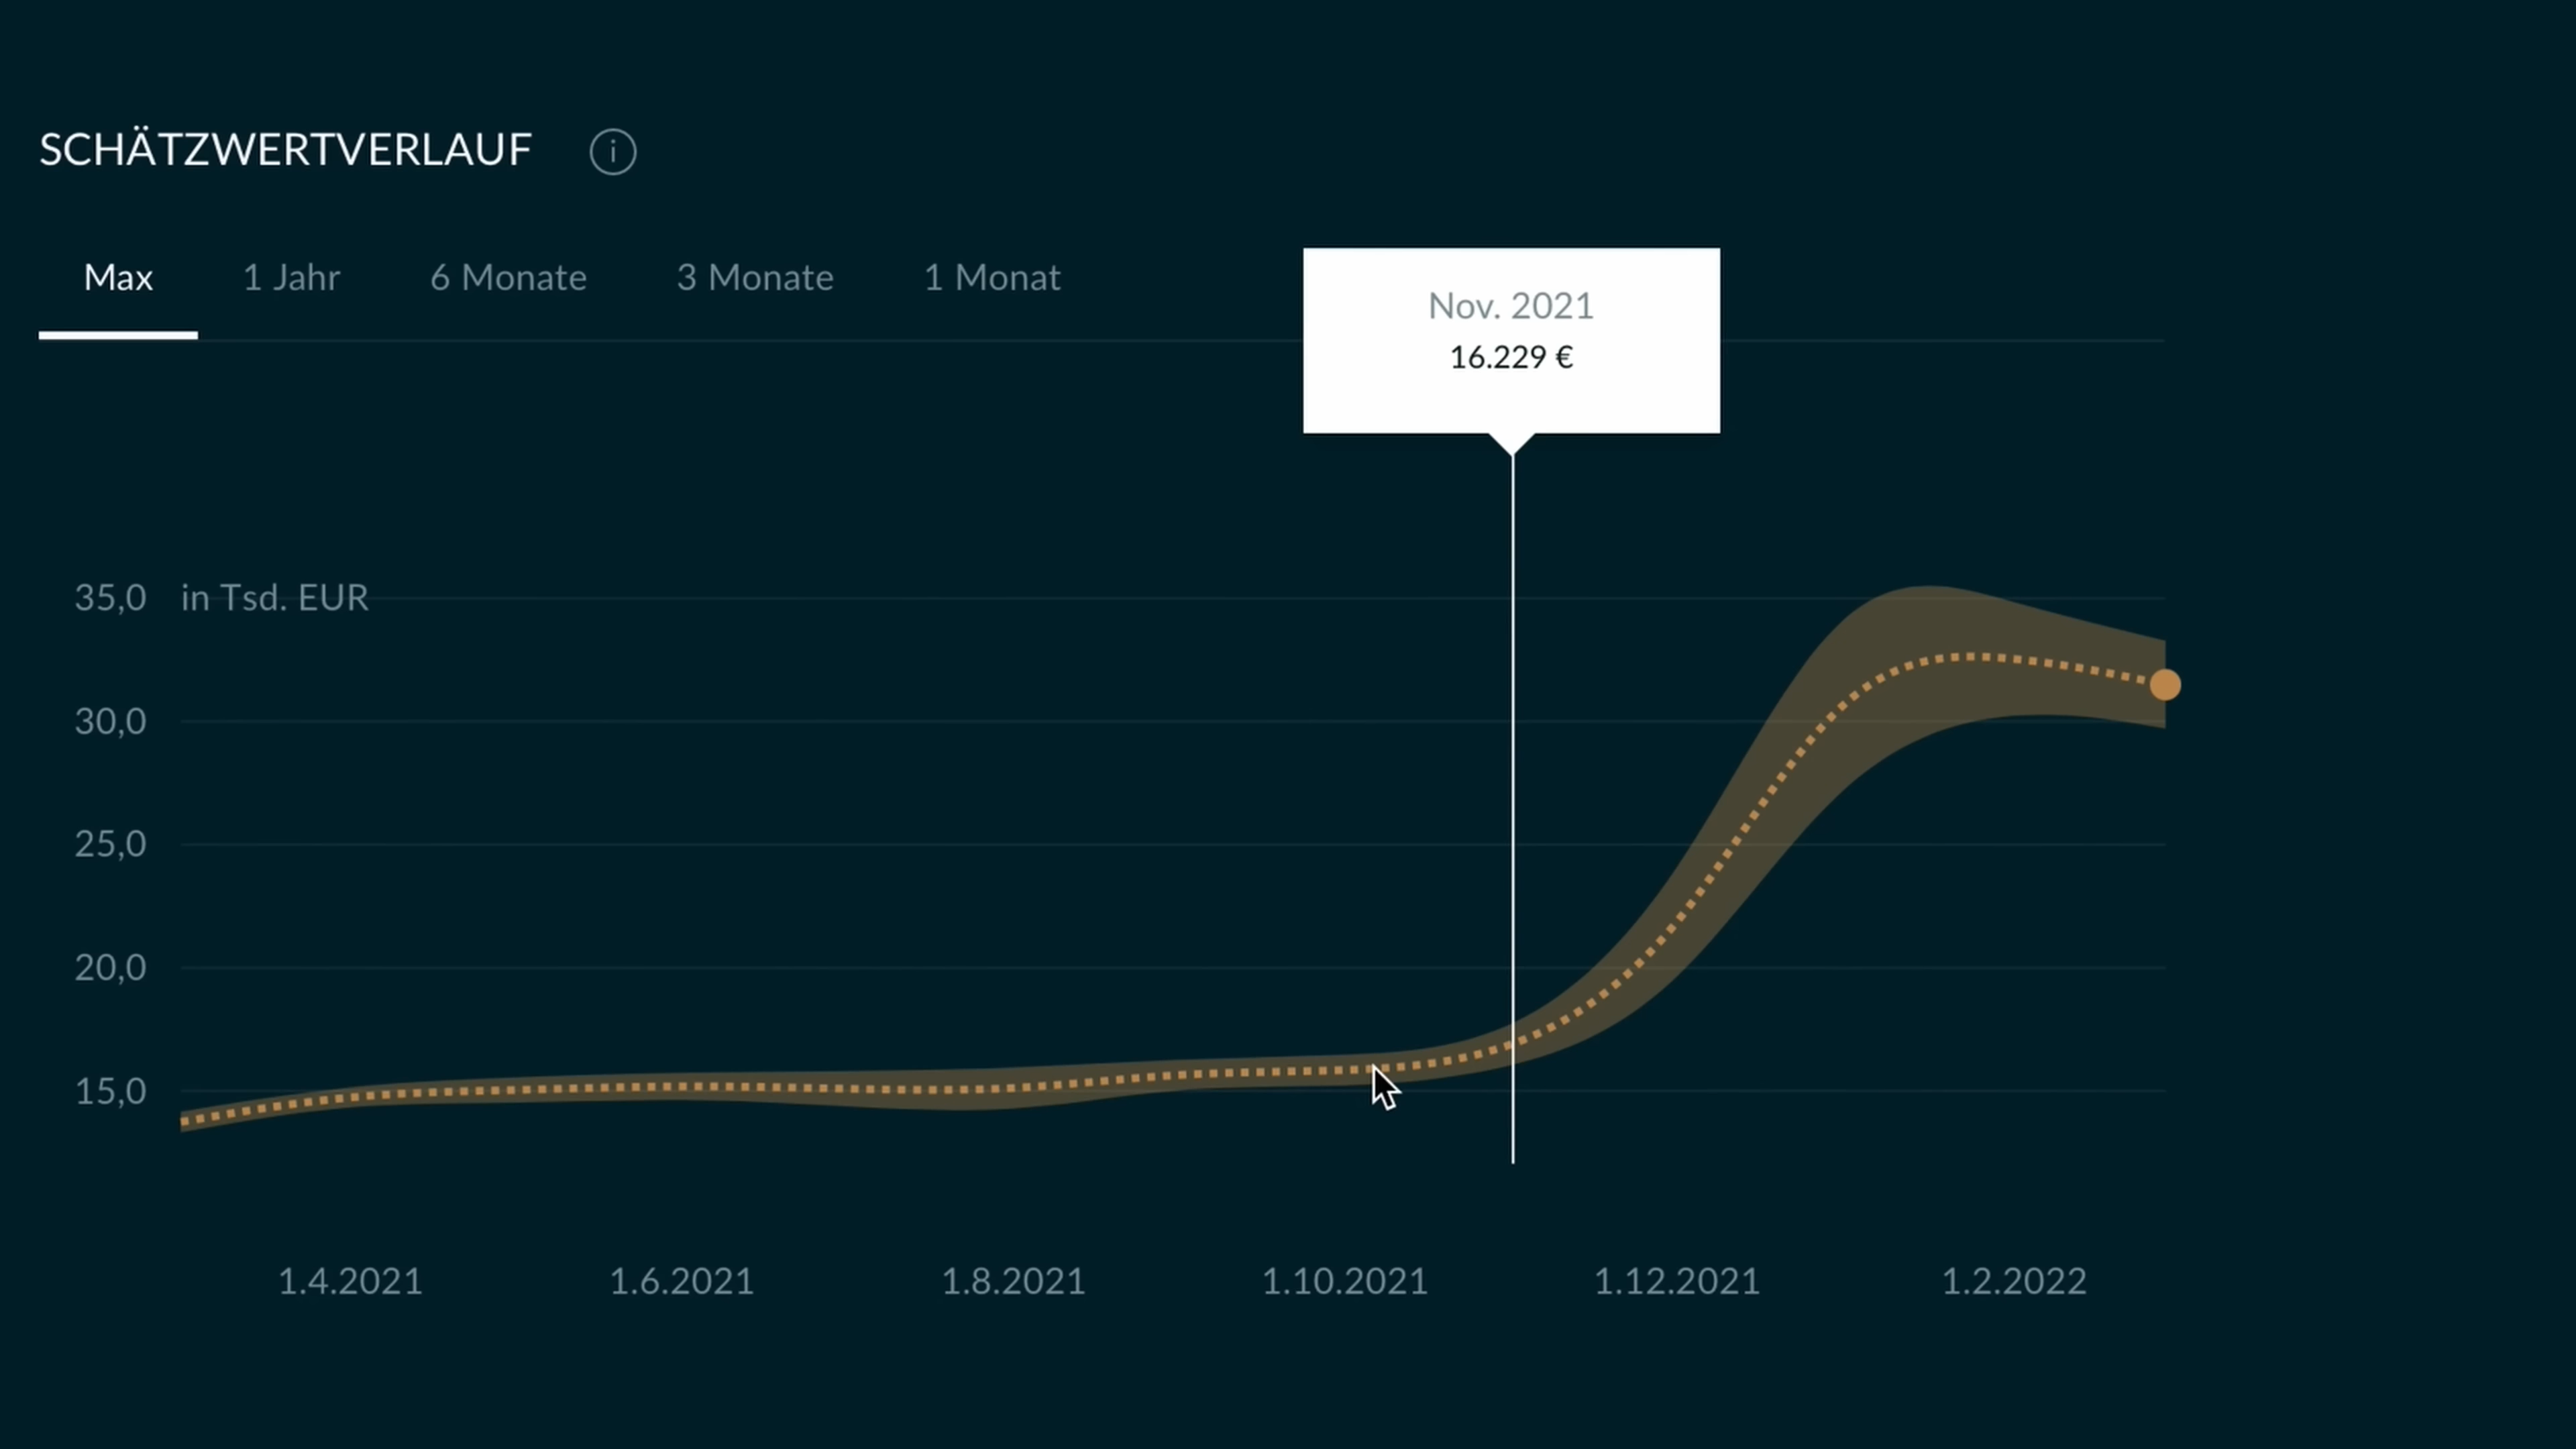 SCHÄTZWERTVERLAUF
Max 1 Jahr 6 Monate 3 Monate 1 Monat
Nov. 2021
16.229 €
35,0 in Tsd. EUR
30,0
25,0
20,0
15,0
1.4.2021 1.6.2021 1.8.2021 1.10.2021 1.12.2021 1.2.2022